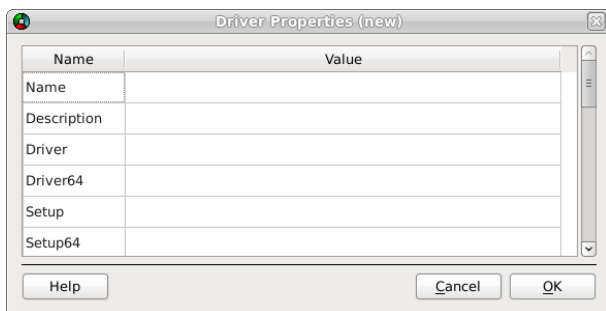 Driver Properties (new)
Name Value
Name
Description
Driver
Driver64
Setup
Setup64
Help Cancel OK